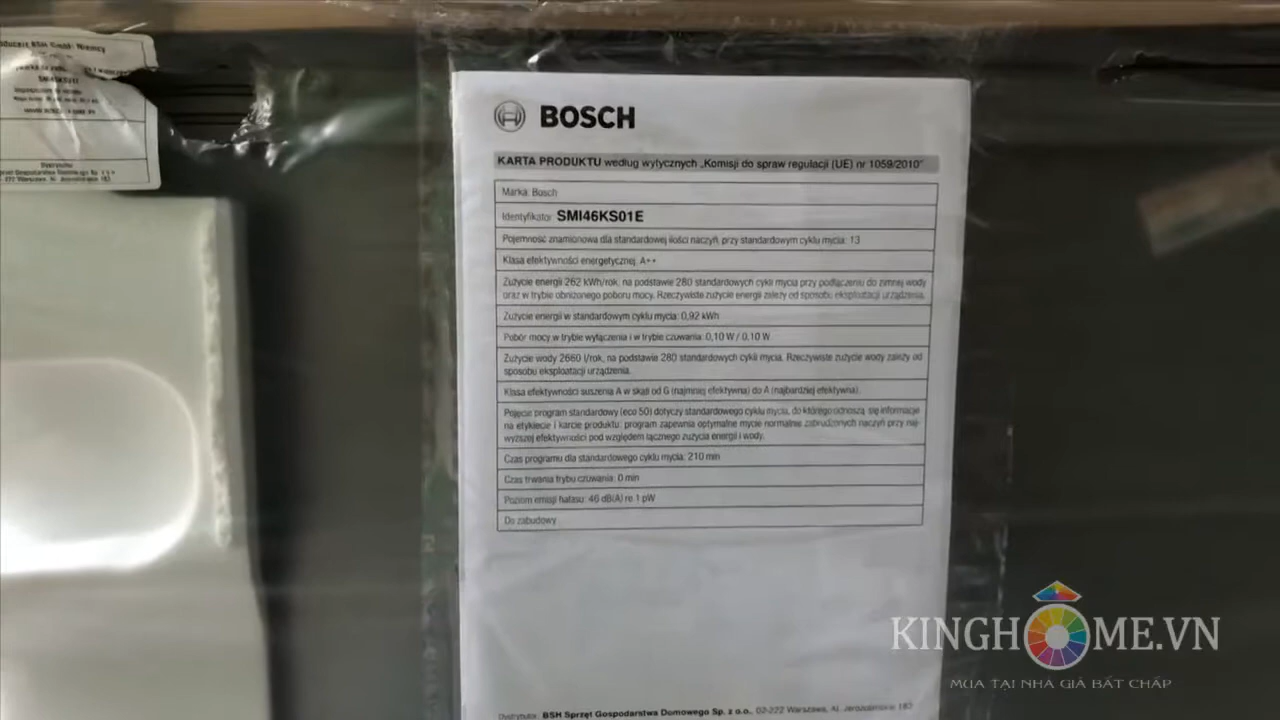 BOSCH
KARTA PRODUKTU według wytycznych „Komisji do spraw regulacji (UE) nr 1059/2010"
Marka: Bosch
Identyfikator: SMI46KS01E
Pojemność znamionowa dla standardowej ilości naczyń, przy standardowym cyklu mycia: 13
Klasa efektywności energetycznej: A++
Zużycie energii 262 kWh/rok, na podstawie 280 standardowych cykli mycia przy podłączeniu do zimnej wody
oraz w trybie obniżonego poboru mocy. Rzeczywiste zużycie energii zależy od sposobu eksploatacji urządzenia.
Zużycie energii w standardowym cyklu mycia: 0,92 kWh
Pobór mocy w trybie wyłączenia i w trybie czuwania: 0,10 W / 0,10 W
Zużycie wody 2660 l/rok, na podstawie 280 standardowych cykli mycia. Rzeczywiste zużycie wody zależy od
sposobu eksploatacji urządzenia.
Klasa efektywności suszenia A w skali od G (najmniej efektywna) do A (najbardziej efektywna).
Pojęcie program standardowy (eco 50) dotyczy standardowego cyklu mycia, do którego odnoszą się informacje
na etykiecie i karcie produktu; program zapewnia optymalne mycie normalnie zabrudzonych naczyń przy naj-
wyższej efektywności pod względem łącznego zużycia energii i wody.
Czas programu dla standardowego cyklu mycia: 210 min
Czas trwania trybu czuwania: 0 min
Poziom emisji hałasu: 46 dB(A) re 1 pW
Do zabudowy
Dystrybutor: BSH Sprzęt Gospodarstwa Domowego Sp. z o.o., 02-222 Warszawa, Al. Jerozolimskie 183
KINGHOME.VN
MUA TẠI NHÀ GIÁ BẤT CHẤP